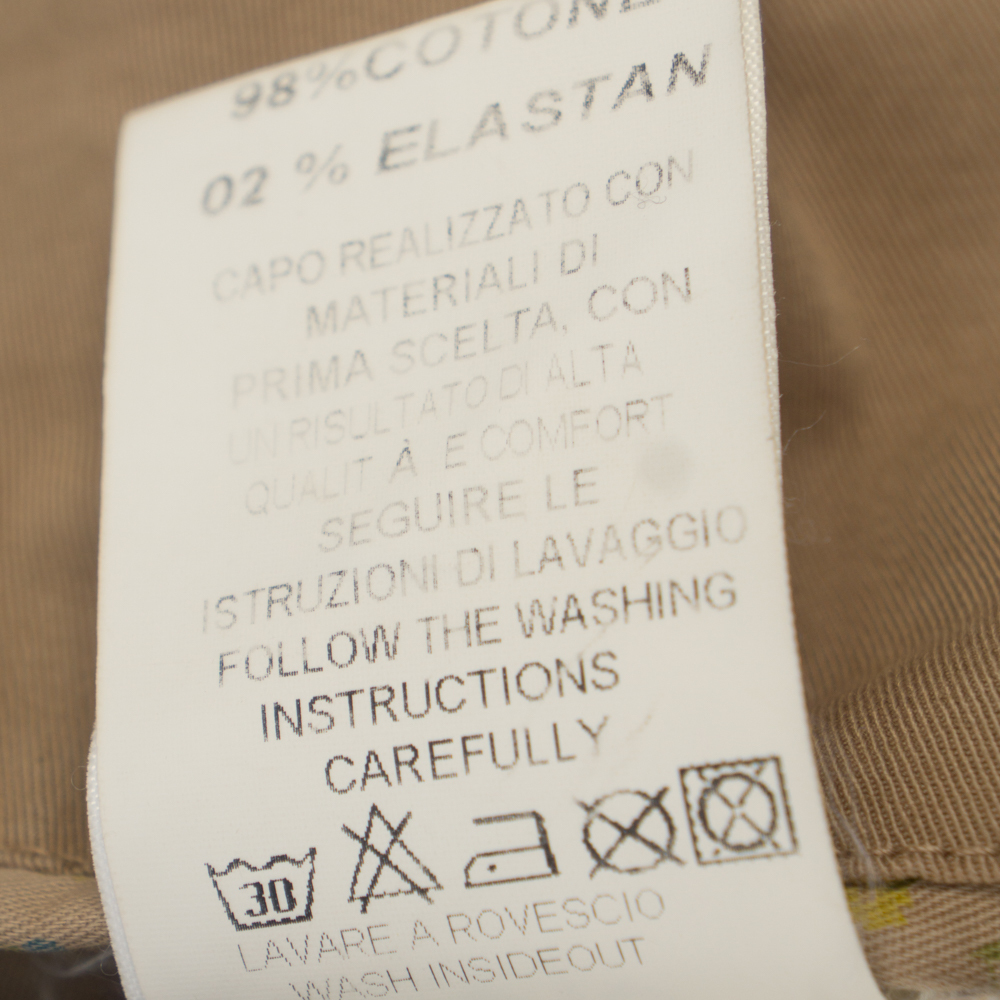 98%COTONE
02 % ELASTAN
CAPO REALIZZATO CON
MATERIALI DI
PRIMA SCELTA, CON
UN RISULTATO DI ALTA
QUALIT À E COMFORT
SEGUIRE LE
ISTRUZIONI DI LAVAGGIO
FOLLOW THE WASHING
INSTRUCTIONS
CAREFULLY
30
LAVARE A ROVESCIO
WASH INSIDEOUT